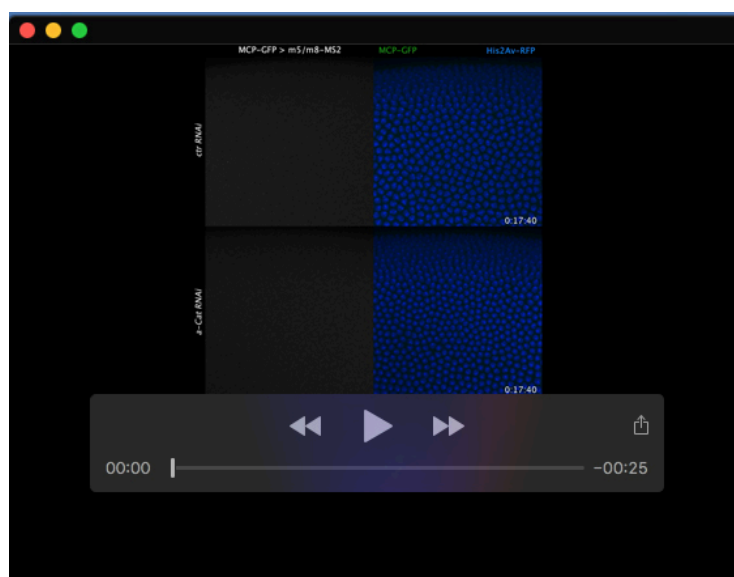 MCP-GFP > m5/m8-MS2 MCP-GFP His2Av-RFP
ctr RNAi
0:17:40
a-Cat RNAi
0:17:40
00:00 -00:25